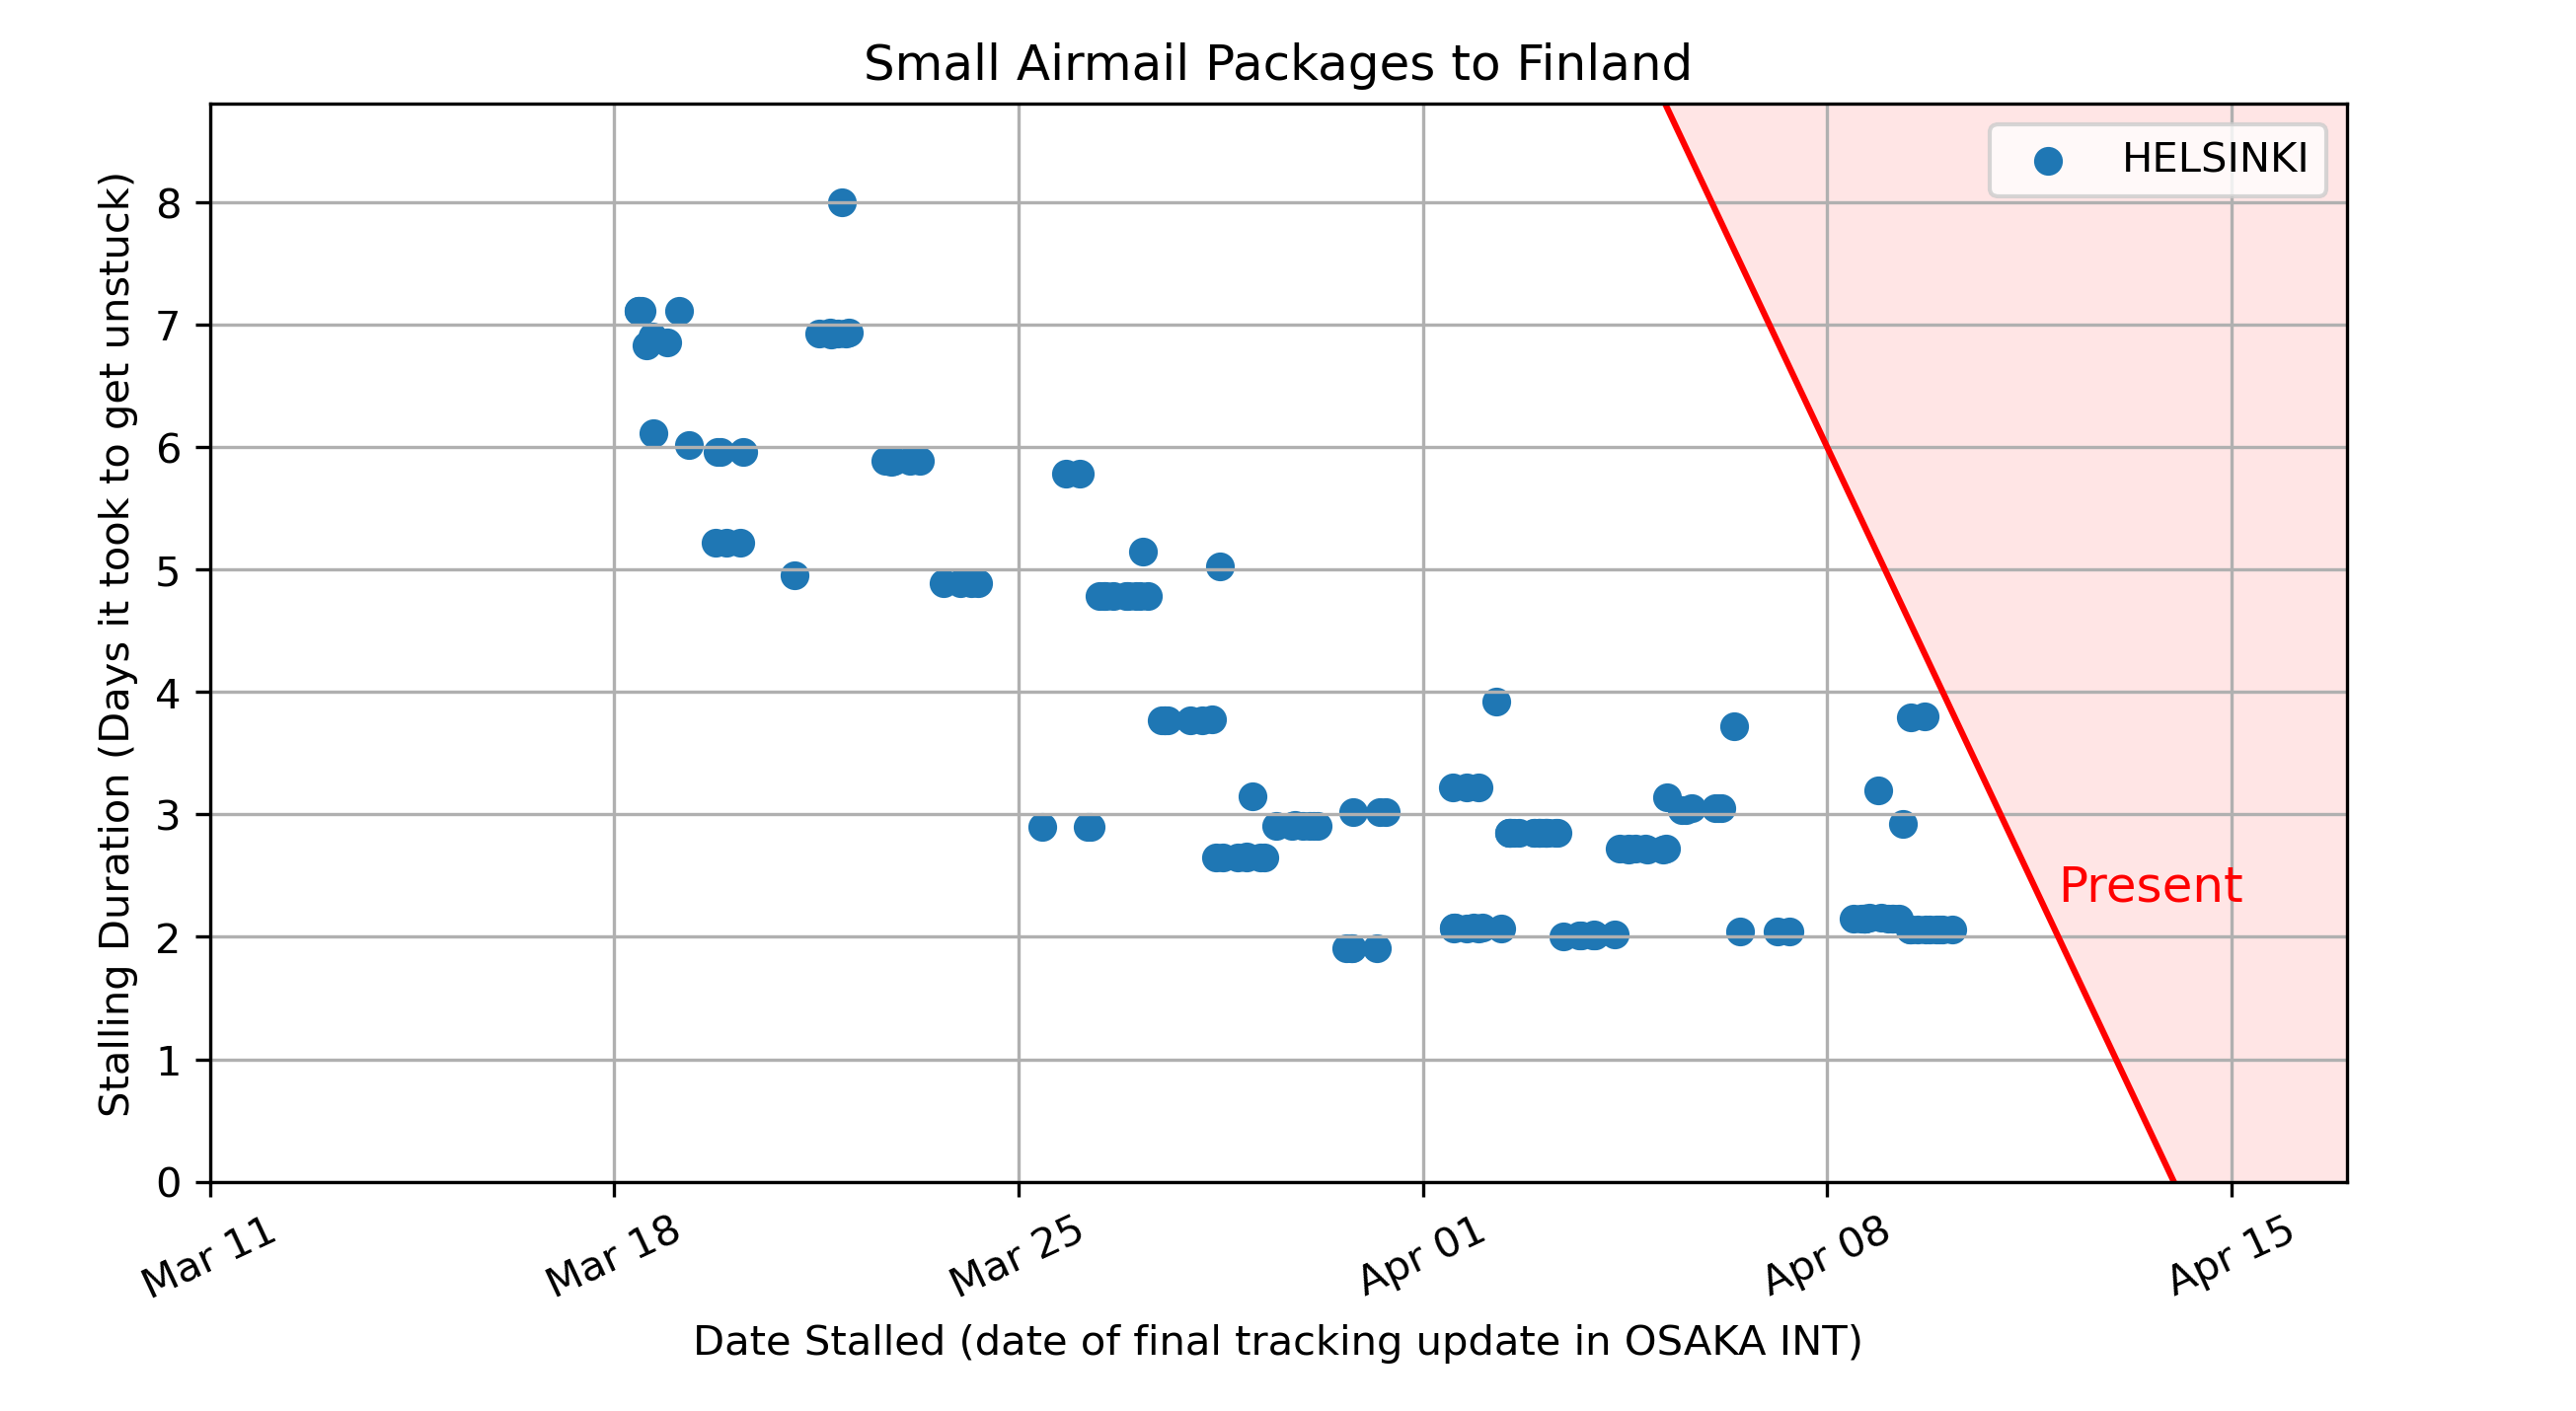 Small Airmail Packages to Finland
HELSINKI
Stalling Duration (Days it took to get unstuck)
8
7
6
5
4
3
2
1
0
Present
Mar 11
Mar 18
Mar 25
Apr 01
Apr 08
Apr 15
Date Stalled (date of final tracking update in OSAKA INT)